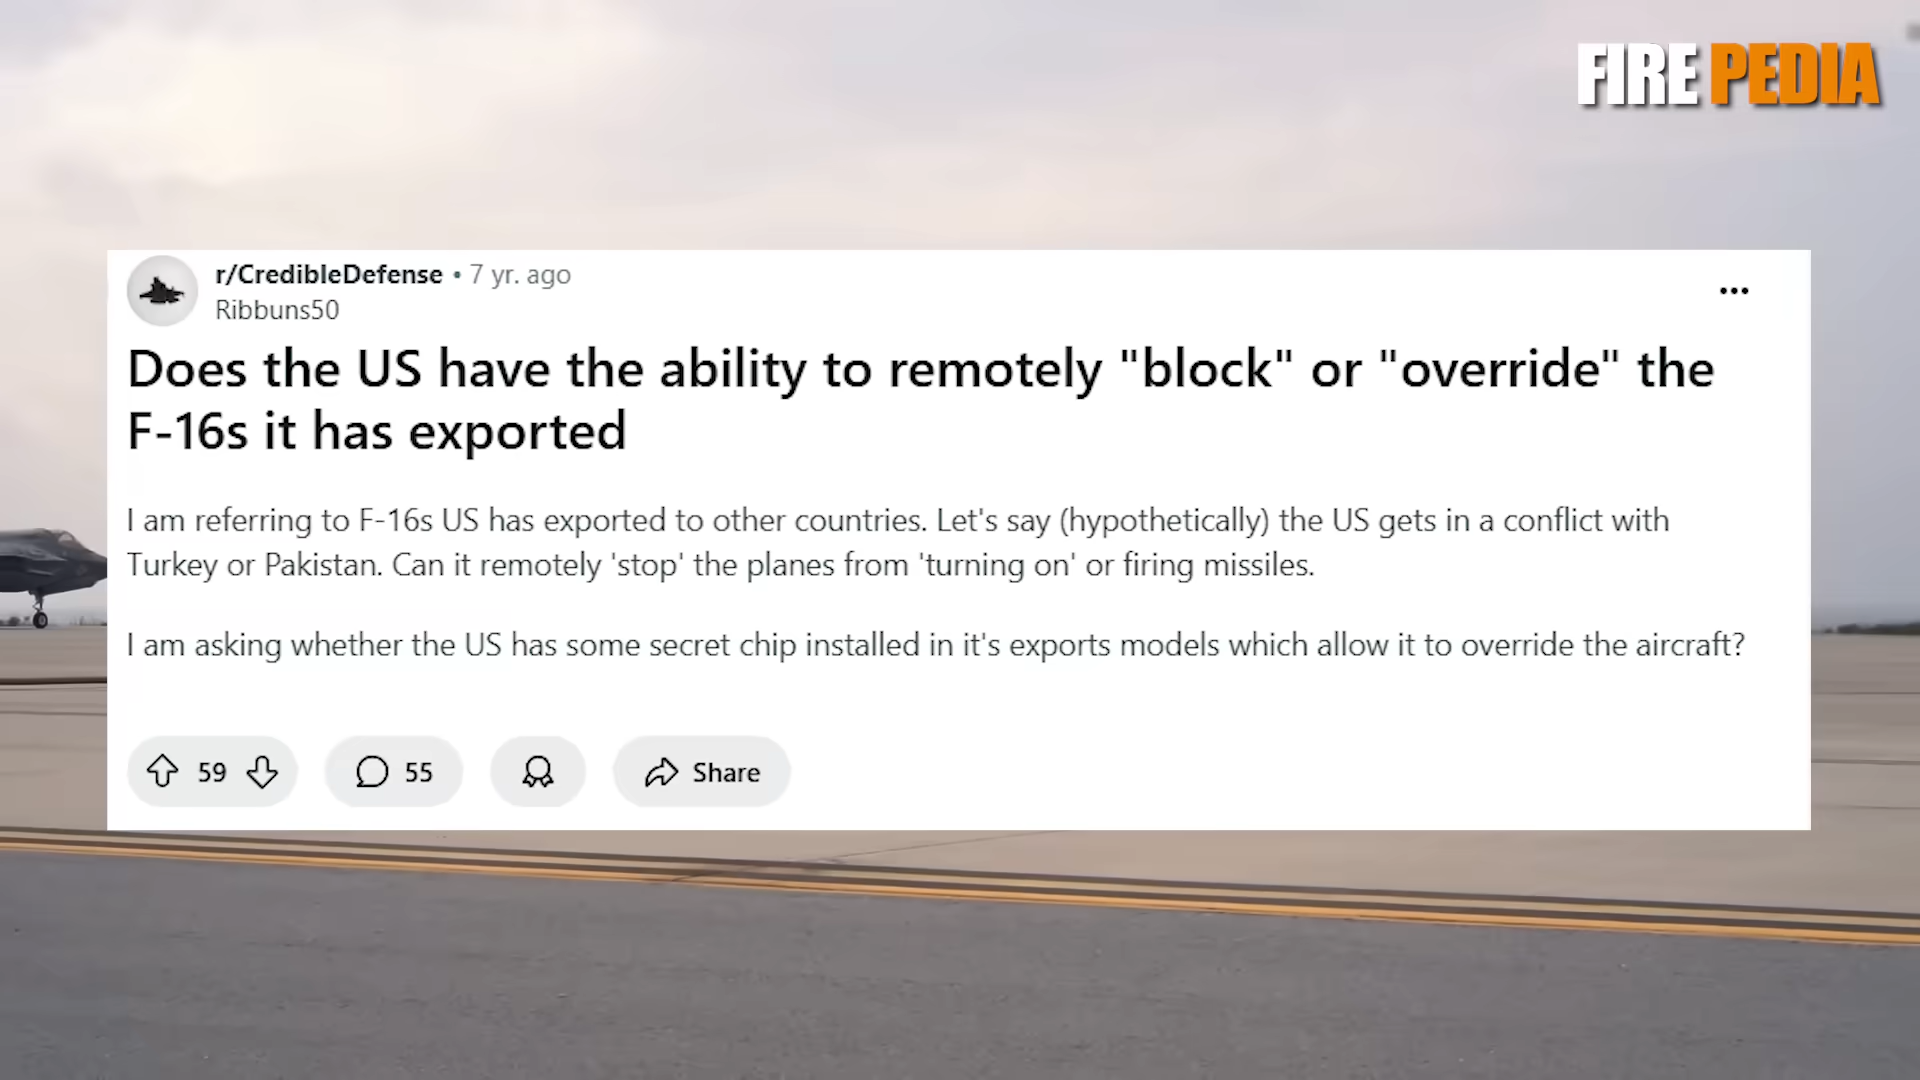 FIRE PEDIA
r/CredibleDefense • 7 yr. ago
Ribbuns50
Does the US have the ability to remotely "block" or "override" the
F-16s it has exported
I am referring to F-16s US has exported to other countries. Let's say (hypothetically) the US gets in a conflict with
Turkey or Pakistan. Can it remotely 'stop' the planes from 'turning on' or firing missiles.
I am asking whether the US has some secret chip installed in it's exports models which allow it to override the aircraft?
59 55 Share